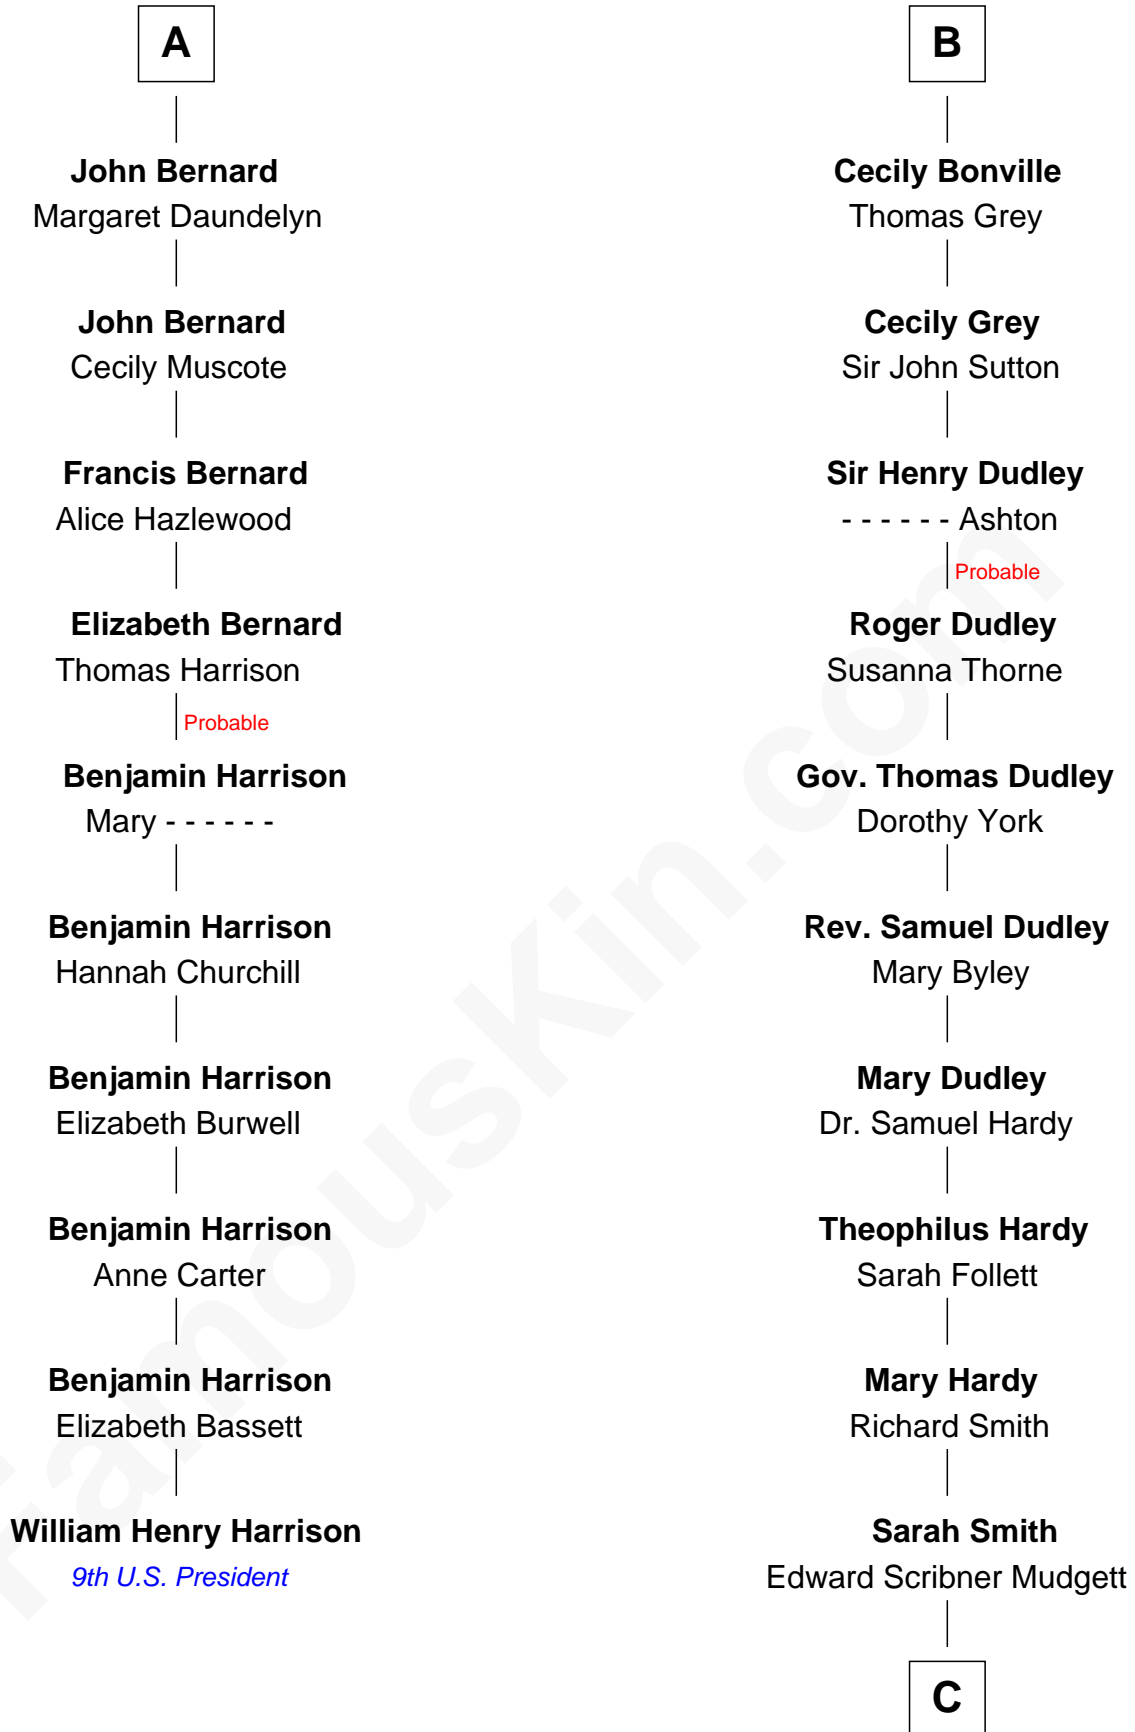 A
John Bernard
Margaret Daundelyn
John Bernard
Cecily Muscote
Francis Bernard
Alice Hazlewood
Elizabeth Bernard
Thomas Harrison
Probable
Benjamin Harrison
Mary - - - - - -
Benjamin Harrison
Hannah Churchill
Benjamin Harrison
Elizabeth Burwell
Benjamin Harrison
Anne Carter
Benjamin Harrison
Elizabeth Bassett
William Henry Harrison
9th U.S. President
B
Cecily Bonville
Thomas Grey
Cecily Grey
Sir John Sutton
Sir Henry Dudley
- - - - - - Ashton
Probable
Roger Dudley
Susanna Thorne
Gov. Thomas Dudley
Dorothy York
Rev. Samuel Dudley
Mary Byley
Mary Dudley
Dr. Samuel Hardy
Theophilus Hardy
Sarah Follett
Mary Hardy
Richard Smith
Sarah Smith
Edward Scribner Mudgett
C
FamousKin.com